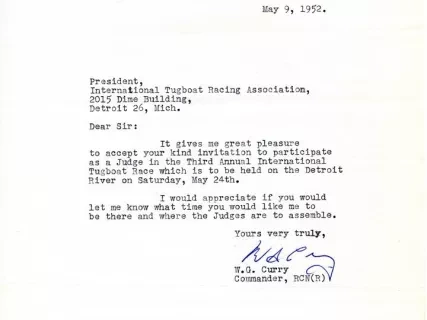 May 9, 1952.
President,
International Tugboat Racing Association,
2015 Dime Building,
Detroit 26, Mich.
Dear Sir:
It gives me great pleasure
to accept your kind invitation to participate
as a Judge in the Third Annual International
Tugboat Race which is to be held on the Detroit
River on Saturday, May 24th.
I would appreciate if you would
let me know what time you would like me to
be there and where the Judges are to assemble.
Yours very truly,
W.G. Curry
Commander, RCN(R)